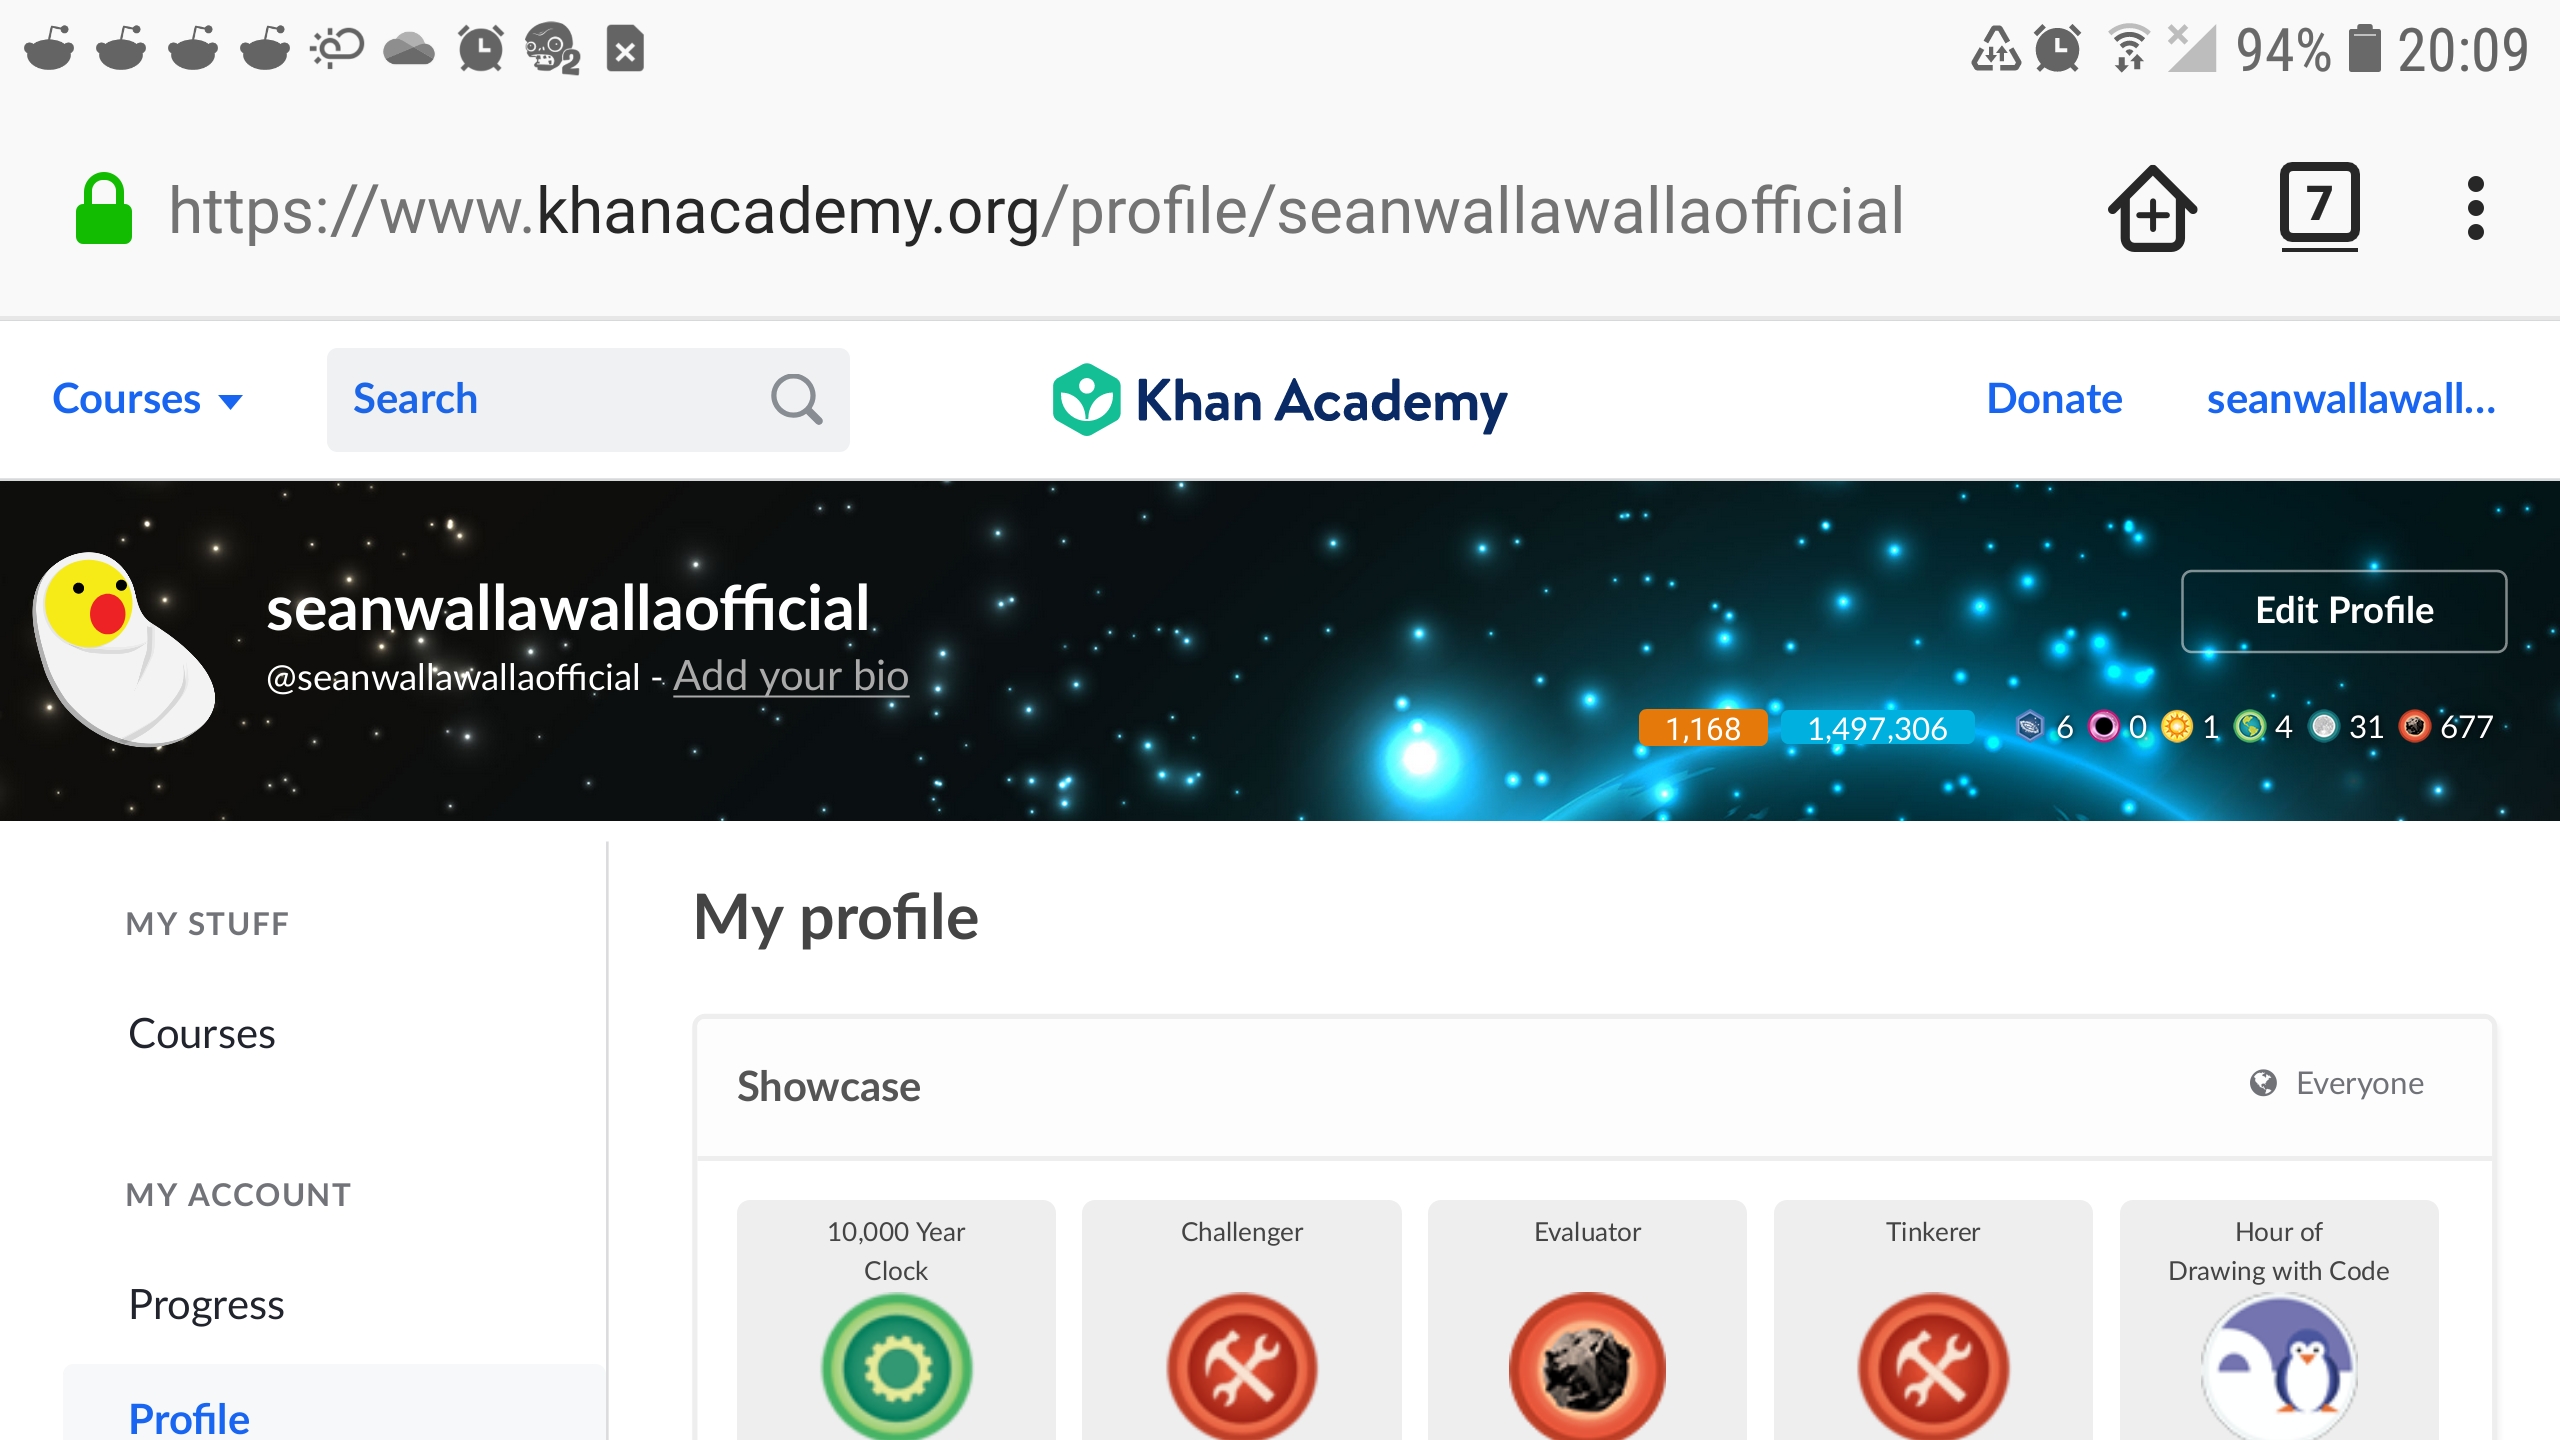 94% 20:09
https://www.khanacademy.org/profile/seanwallawallaofficial
7
Courses
Search
Khan Academy
Donate
seanwallawall...
seanwallawallaofficial
@seanwallawallaofficial - Add your bio
Edit Profile
1,168 1,497,306 6 0 1 4 31 677
MY STUFF
Courses
MY ACCOUNT
Progress
Profile
My profile
Showcase
Everyone
10,000 Year
Clock
Challenger
Evaluator
Tinkerer
Hour of
Drawing with Code